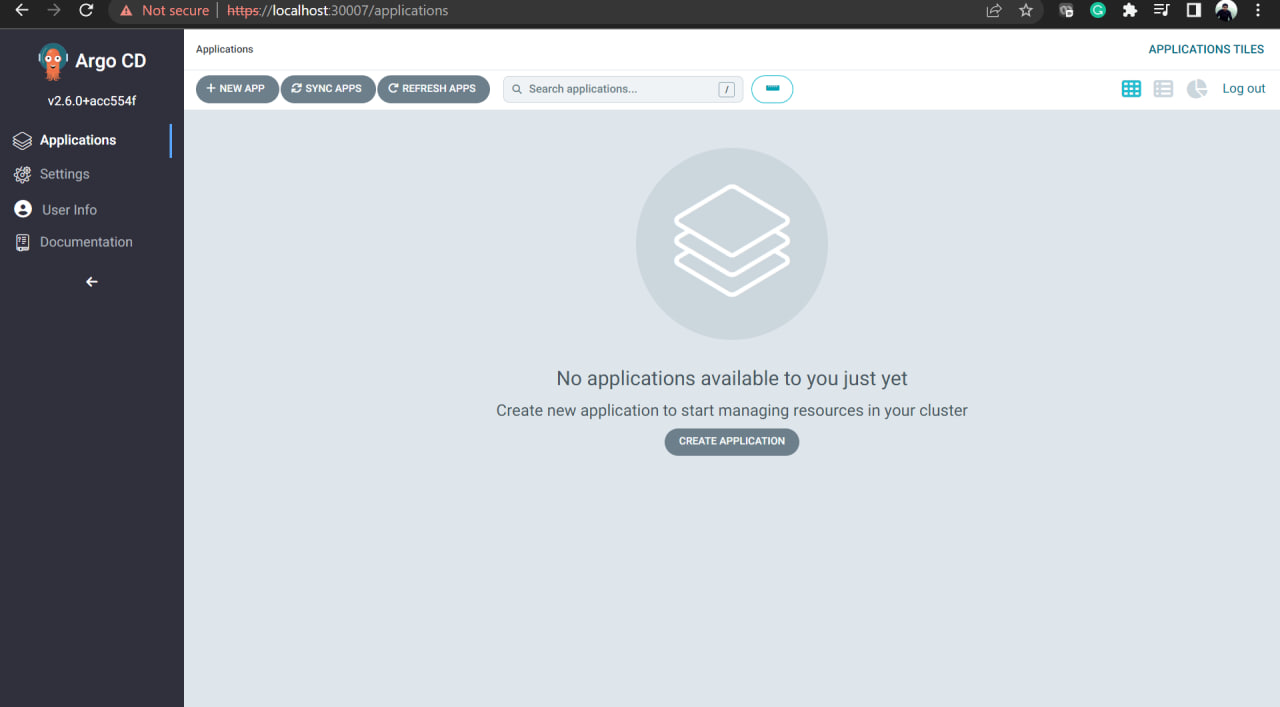 Not secure | https://localhost:30007/applications
Argo CD
v2.6.0+acc554f
Applications
Settings
User Info
Documentation
Applications
APPLICATIONS TILES
+ NEW APP
SYNC APPS
REFRESH APPS
Search applications...
/
Log out
No applications available to you just yet
Create new application to start managing resources in your cluster
CREATE APPLICATION